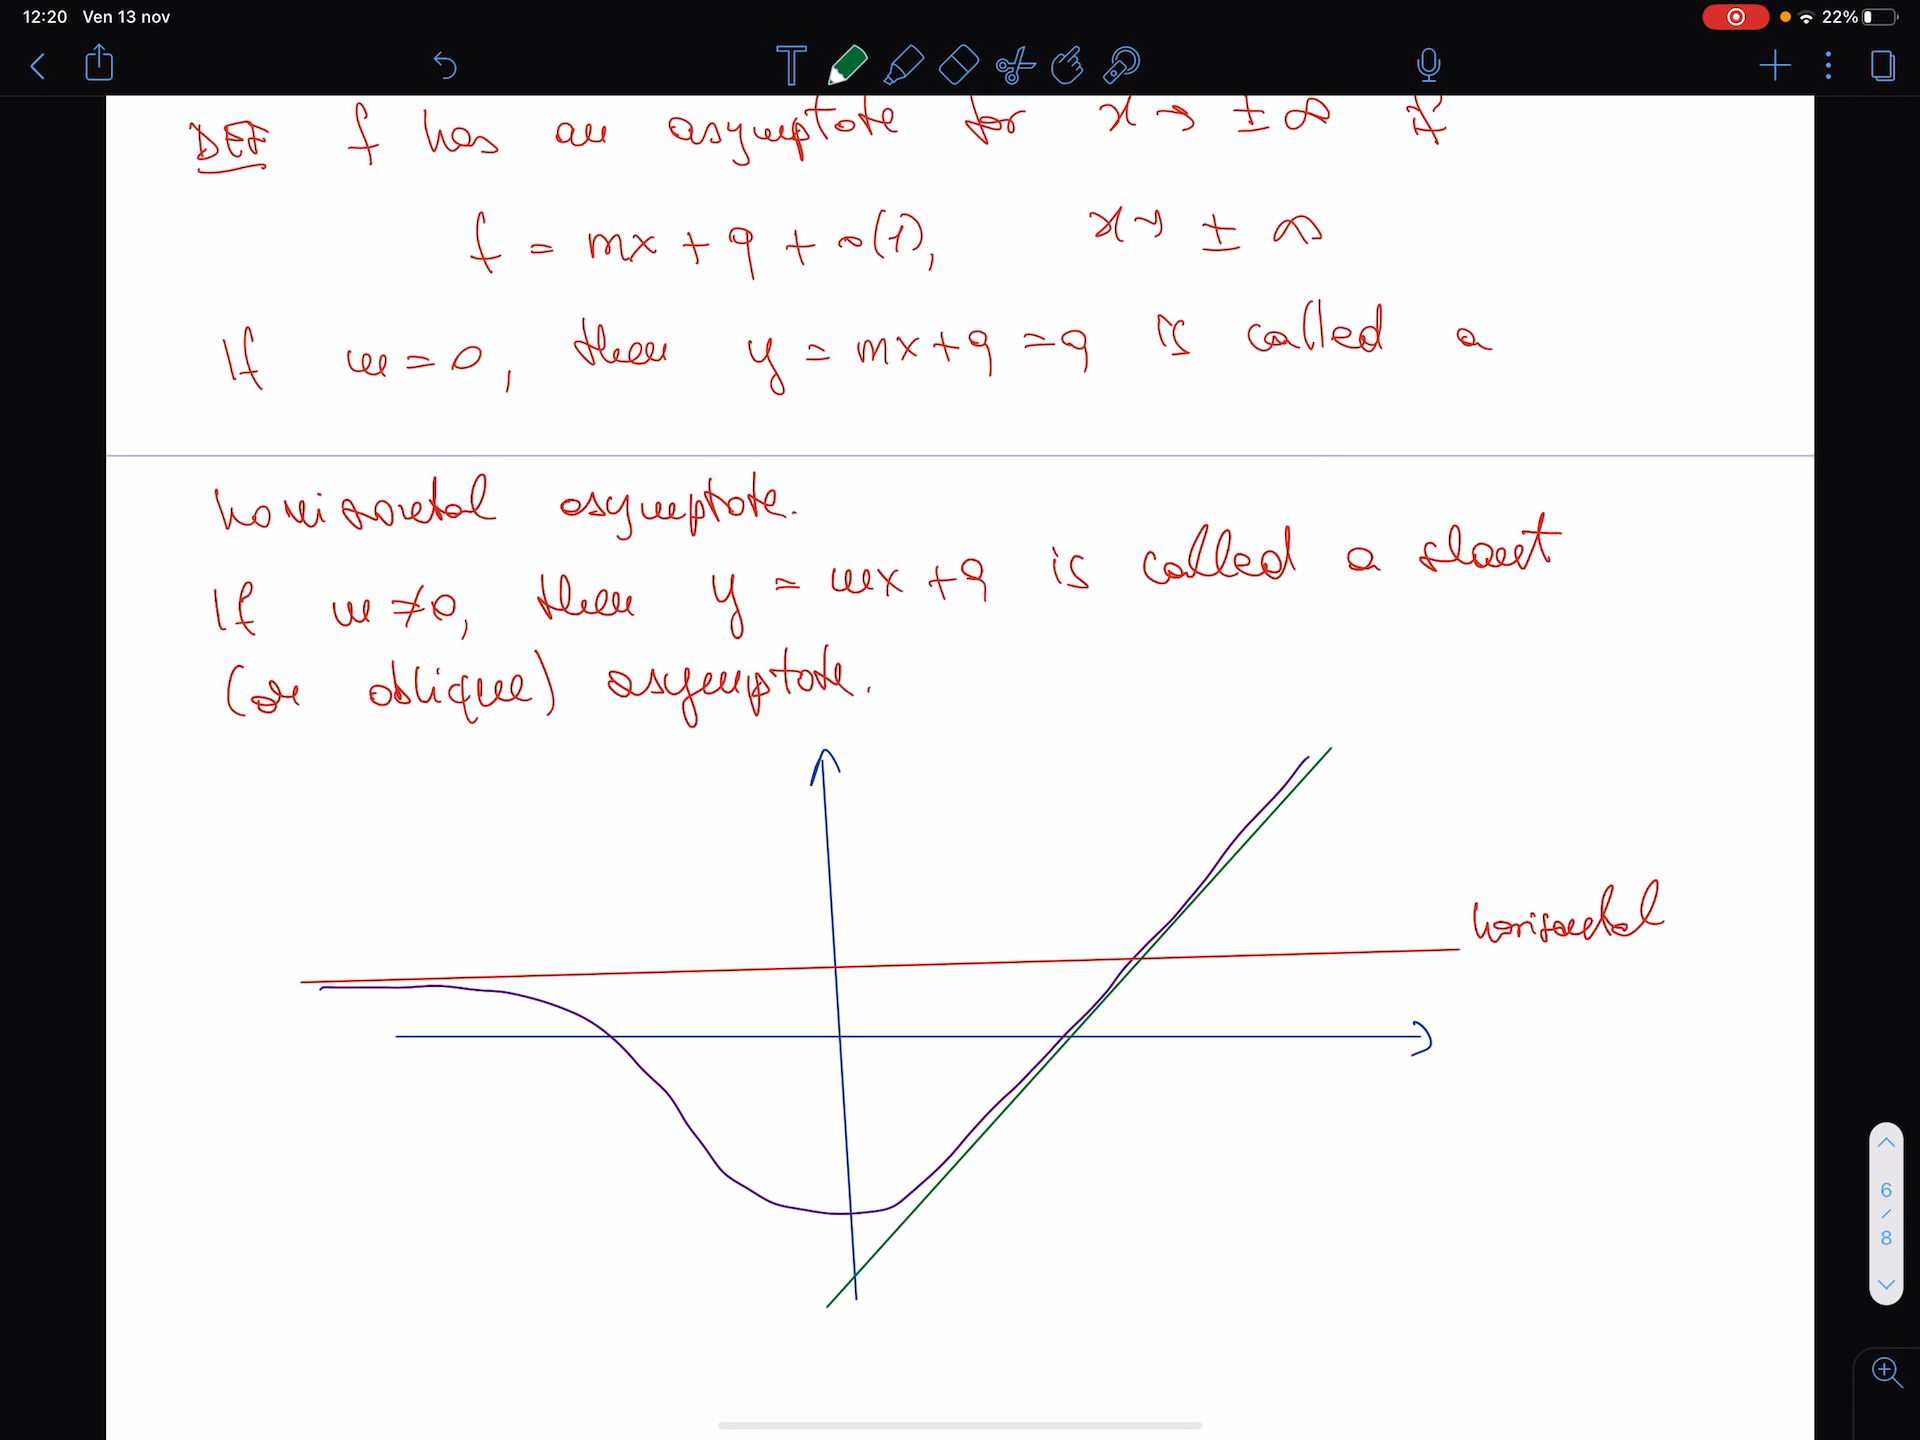 12:20 Ven 13 nov
22%
DEF f has an asymptote for x → ± ∞ if
f = mx + q + o(1), x → ± ∞
If m = 0, then y = mx + q = q is called a
horizontal asymptote.
If m ≠ 0, then y = mx + q is called a slant
(or oblique) asymptote.
horizontal
6
/
8